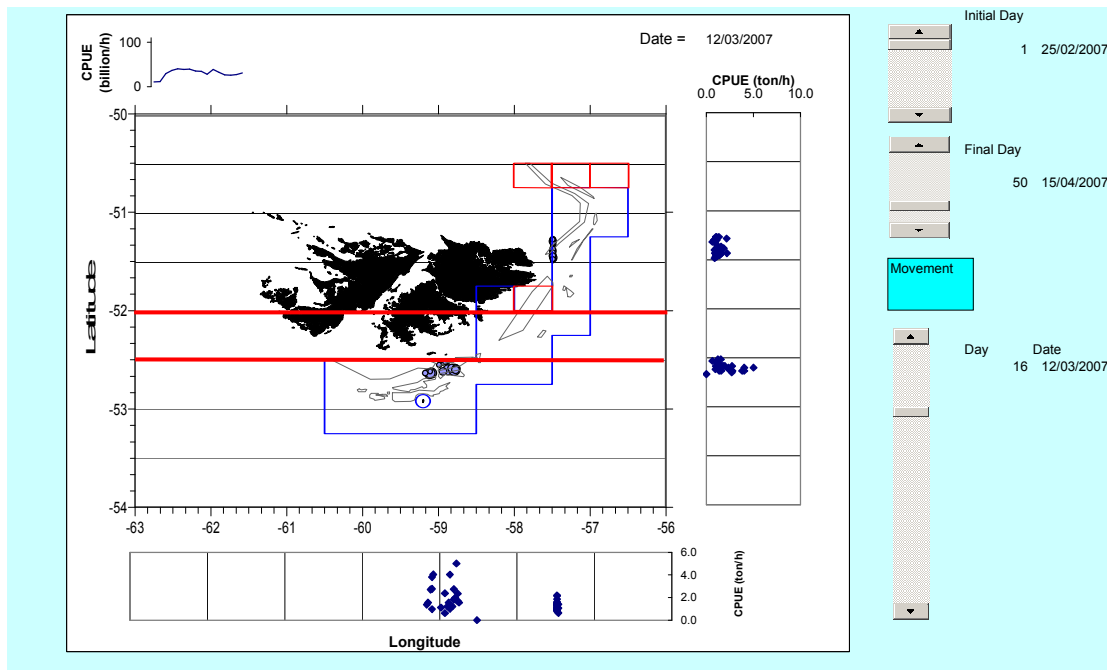 CPUE
(billion/h)
100
0
Date = 12/03/2007
CPUE (ton/h)
0.0 5.0 10.0
Latitude
-50
-51
-52
-53
-54
-63 -62 -61 -60 -59 -58 -57 -56
6.0
4.0
2.0
0.0
CPUE (ton/h)
Longitude
Initial Day
1 25/02/2007
Final Day
50 15/04/2007
Movement
Day Date
16 12/03/2007